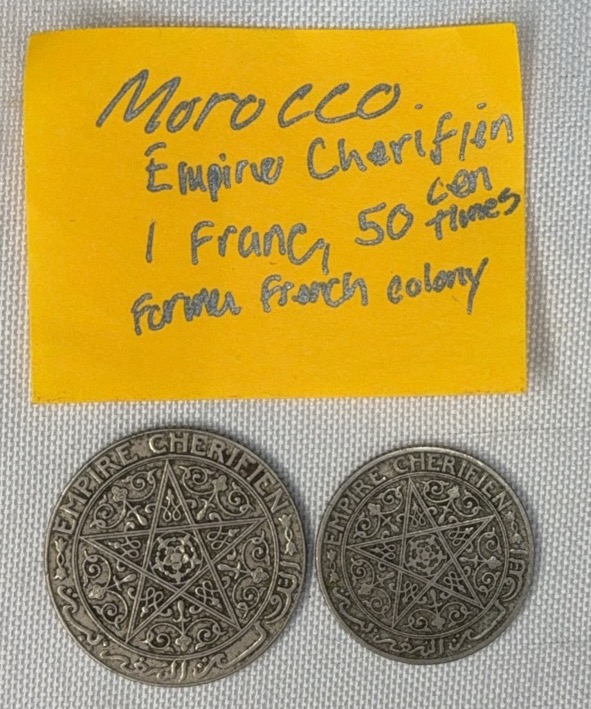 Morocco.
Empire Cherifien
1 Franc, 50 cen
times
former French colony
EMPIRE CHERIFIEN
EMPIRE CHERIFIEN